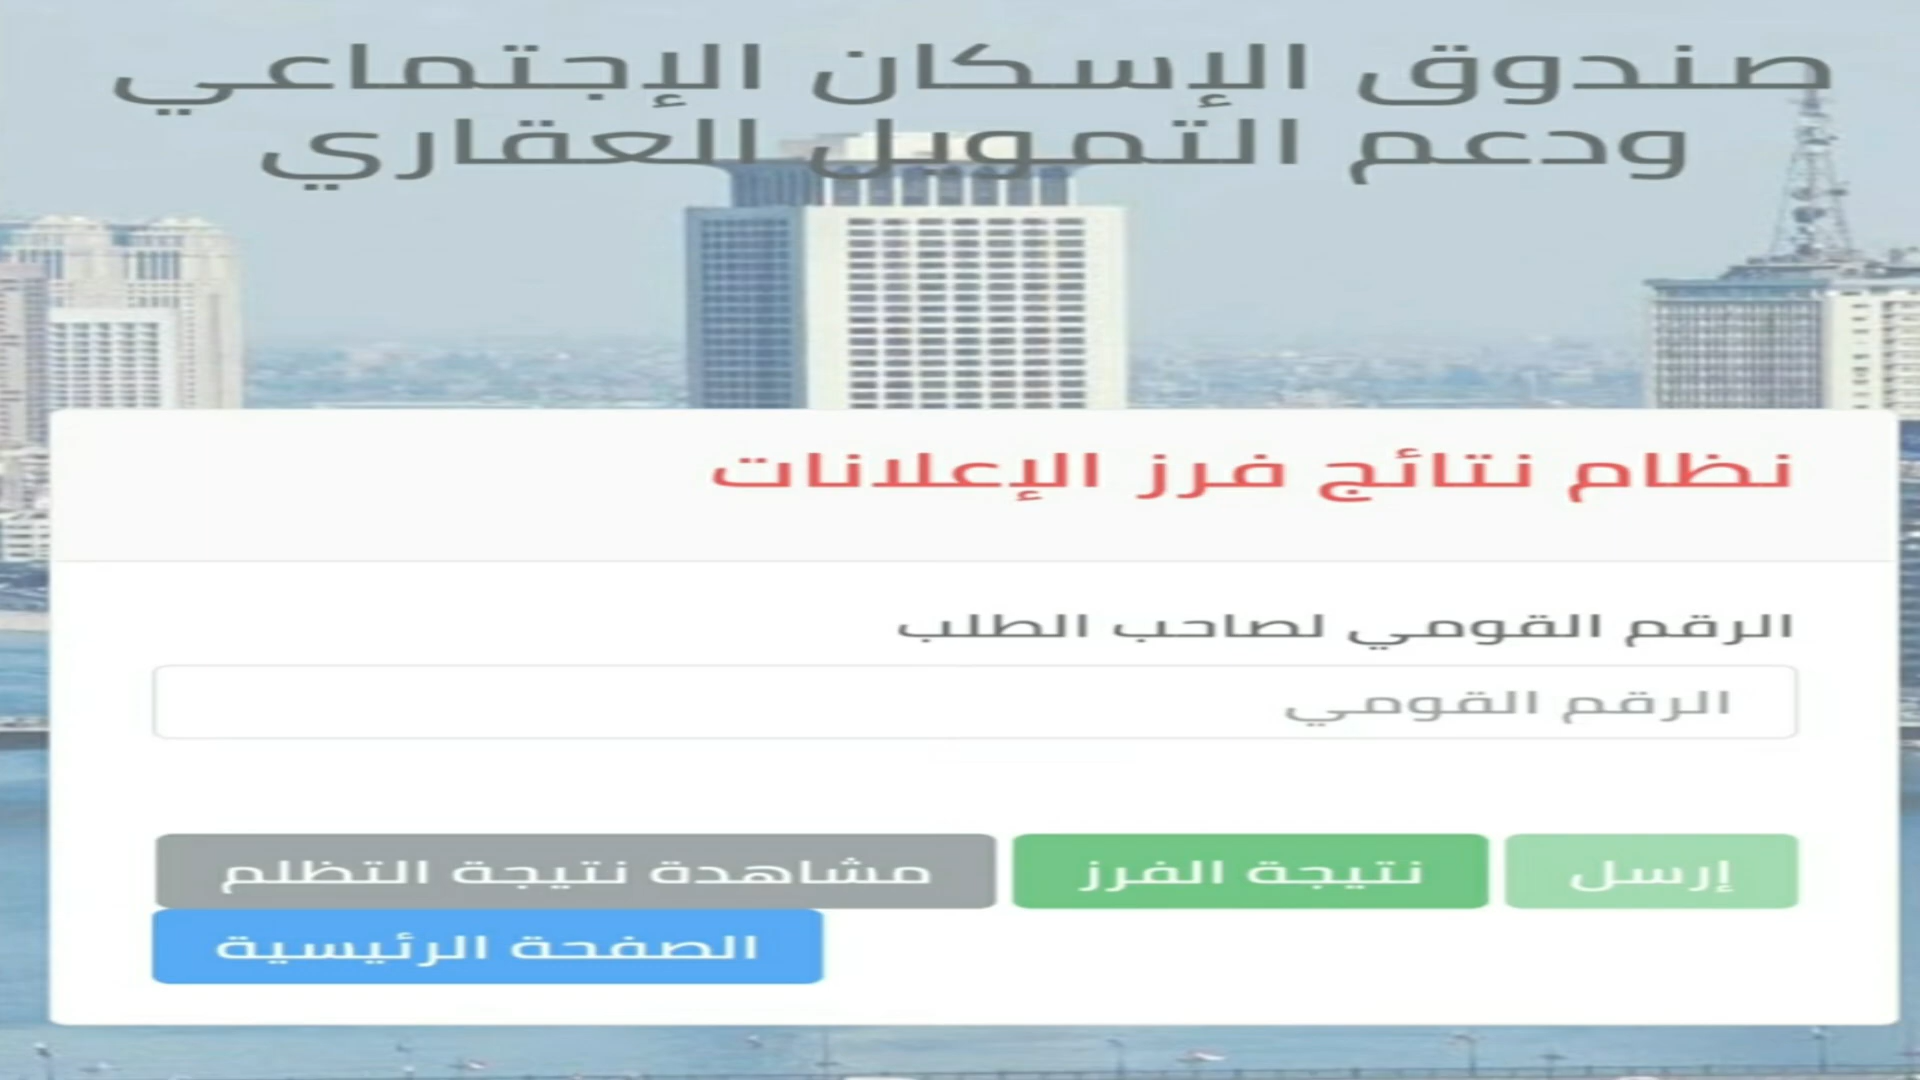 صندوق الإسكان الإجتماعي
ودعم التمويل العقاري
نظام نتائج فرز الإعلانات
الرقم القومي لصاحب الطلب
الرقم القومي
إرسل
نتيجة الفرز
مشاهدة نتيجة التظلم
الصفحة الرئيسية